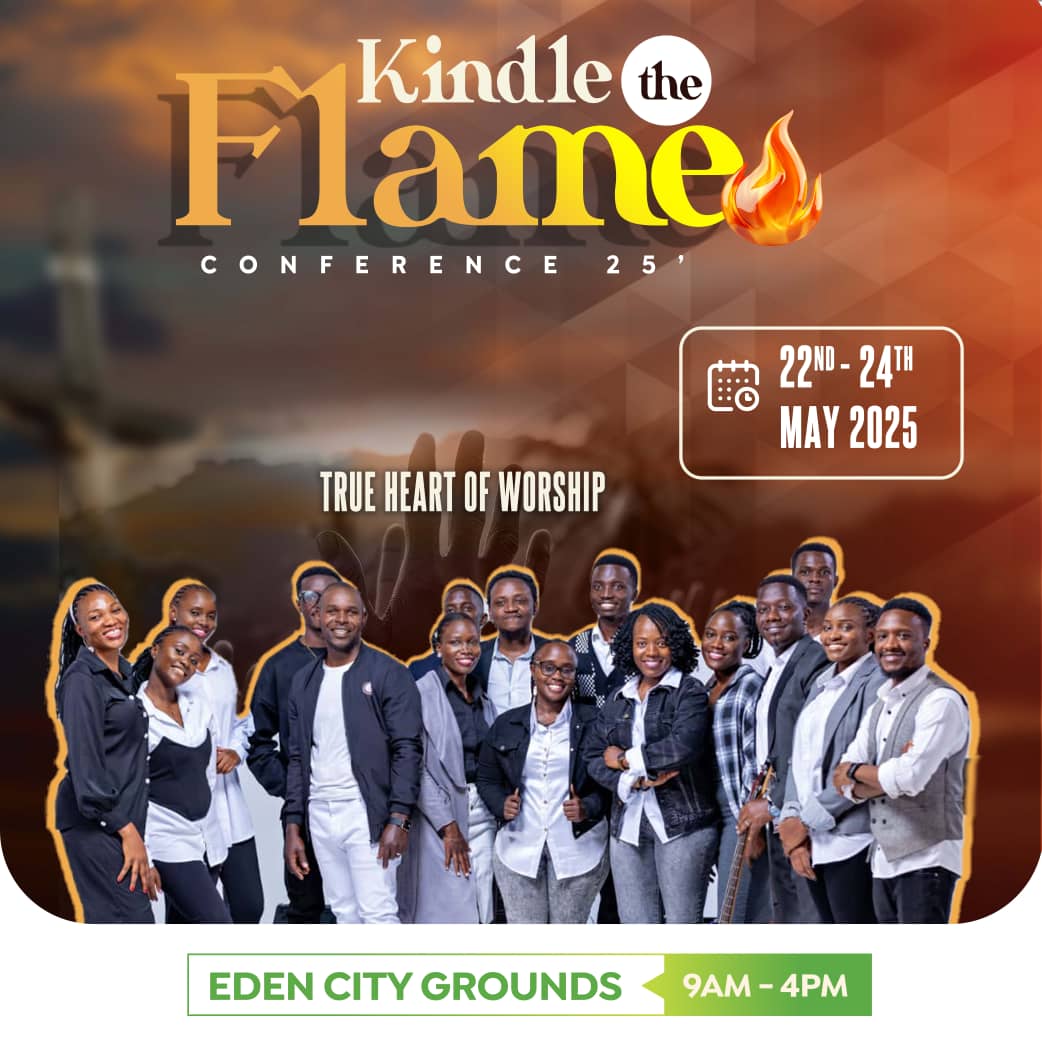 Kindle the
Flame
CONFERENCE 25'
22ND - 24TH
MAY 2025
TRUE HEART OF WORSHIP
EDEN CITY GROUNDS
9AM - 4PM